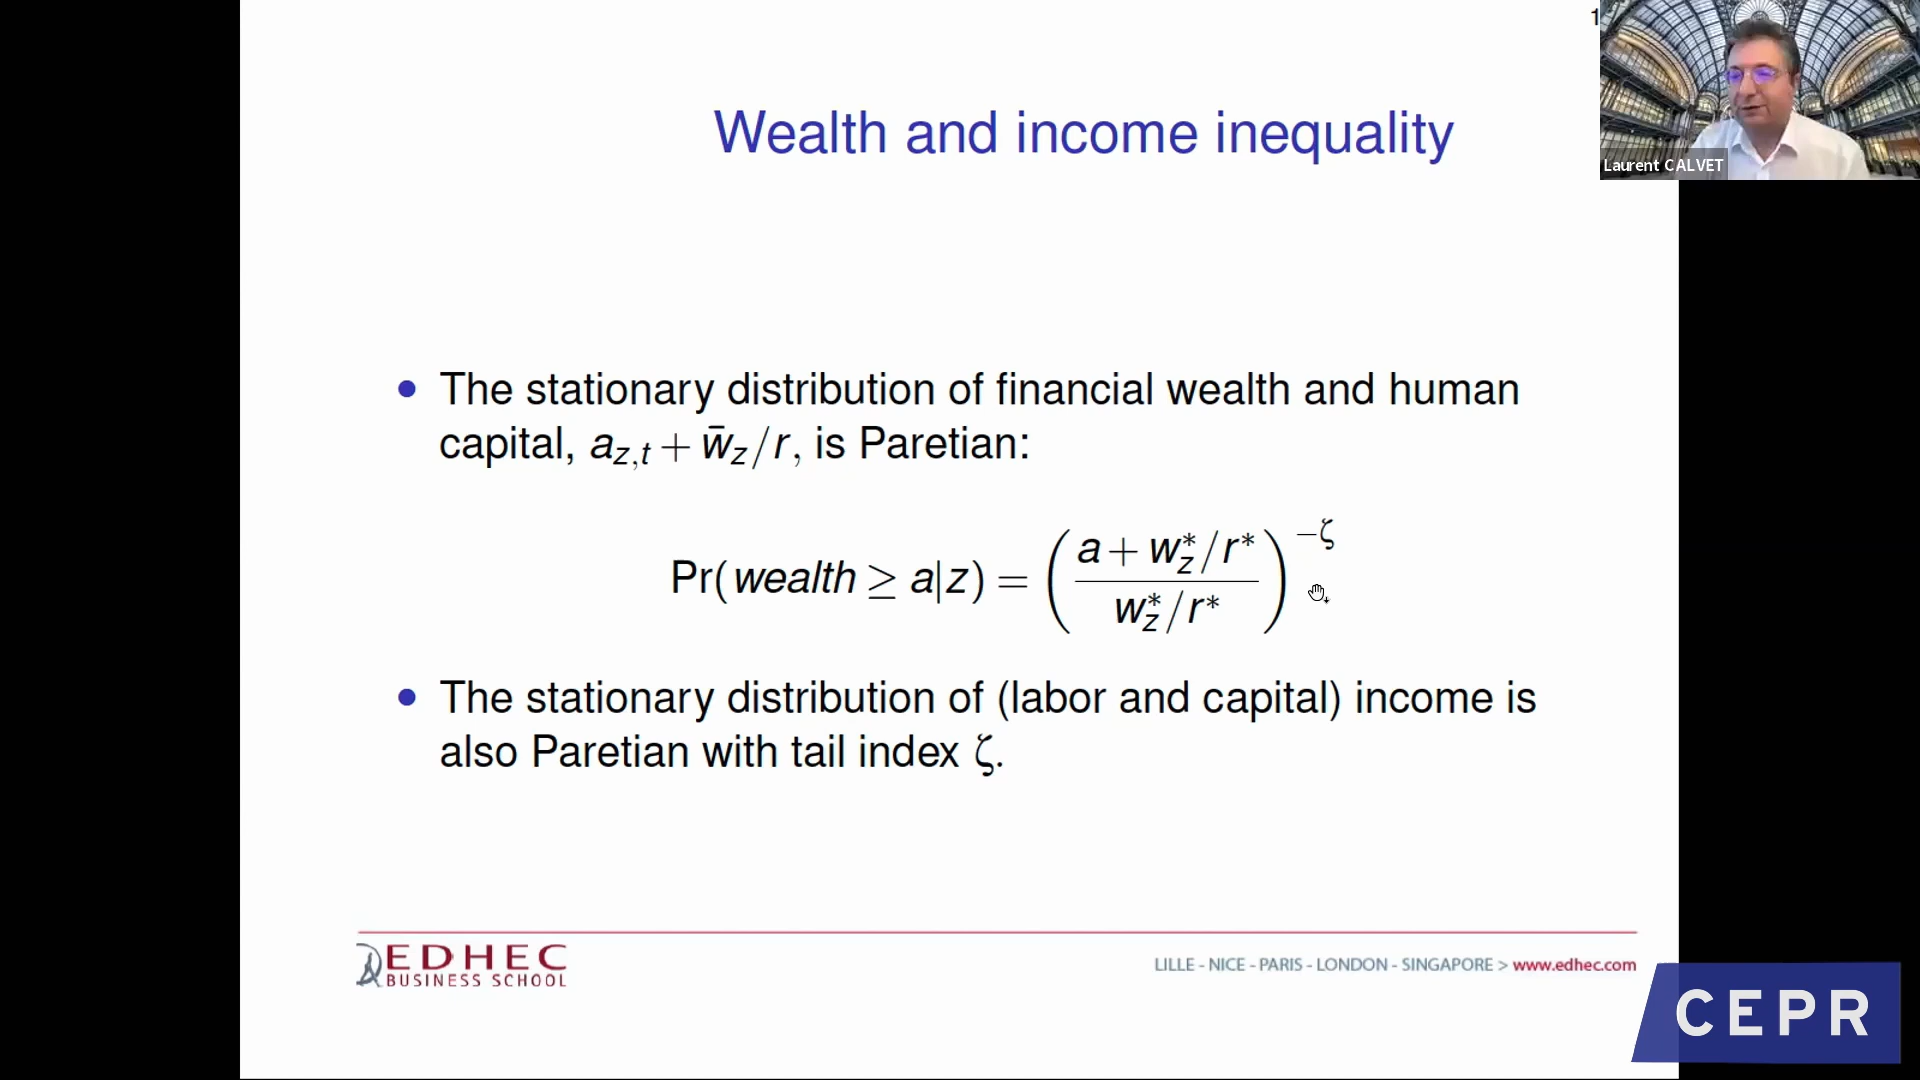 1
Laurent CALVET
Wealth and income inequality
• The stationary distribution of financial wealth and human
capital, a_{z,t} + w̄_z/r, is Paretian:
Pr(wealth ≥ a|z) = ((a + w*_z/r*)/(w*_z/r*))^{−ζ}
• The stationary distribution of (labor and capital) income is
also Paretian with tail index ζ.
EDHEC
BUSINESS SCHOOL
LILLE - NICE - PARIS - LONDON - SINGAPORE > www.edhec.com
CEPR